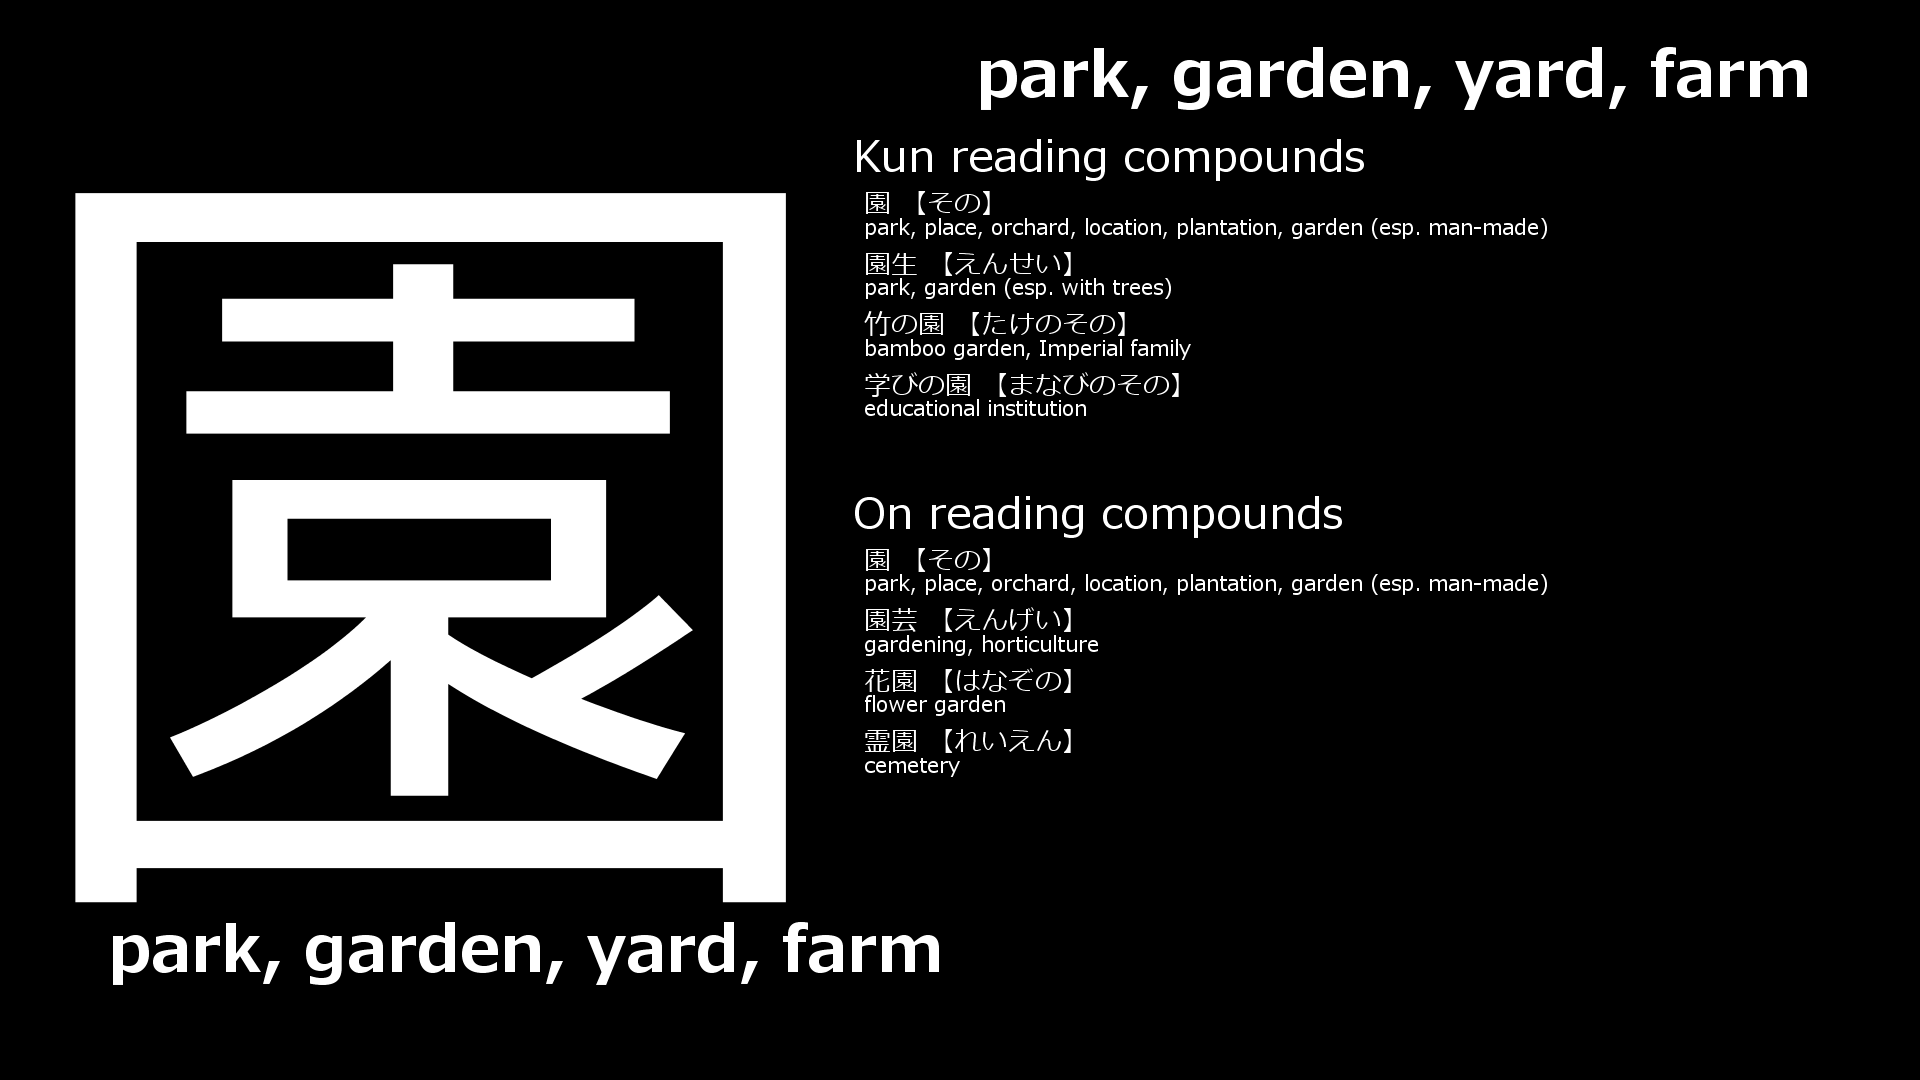 園
park, garden, yard, farm
park, garden, yard, farm
Kun reading compounds
園 【その】
park, place, orchard, location, plantation, garden (esp. man-made)
園生 【えんせい】
park, garden (esp. with trees)
竹の園 【たけのその】
bamboo garden, Imperial family
学びの園 【まなびのその】
educational institution
On reading compounds
園 【その】
park, place, orchard, location, plantation, garden (esp. man-made)
園芸 【えんげい】
gardening, horticulture
花園 【はなぞの】
flower garden
霊園 【れいえん】
cemetery